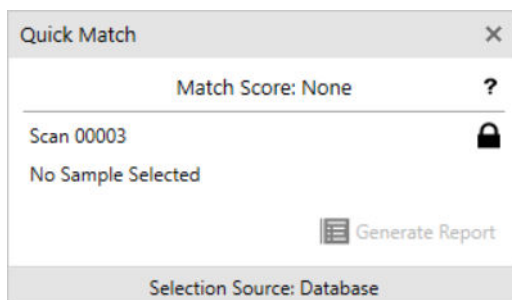 Quick Match
Match Score: None ?
Scan 00003
No Sample Selected
Generate Report
Selection Source: Database